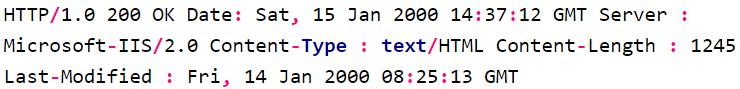 HTTP/1.0 200 OK Date: Sat, 15 Jan 2000 14:37:12 GMT Server :
Microsoft-IIS/2.0 Content-Type : text/HTML Content-Length : 1245
Last-Modified : Fri, 14 Jan 2000 08:25:13 GMT